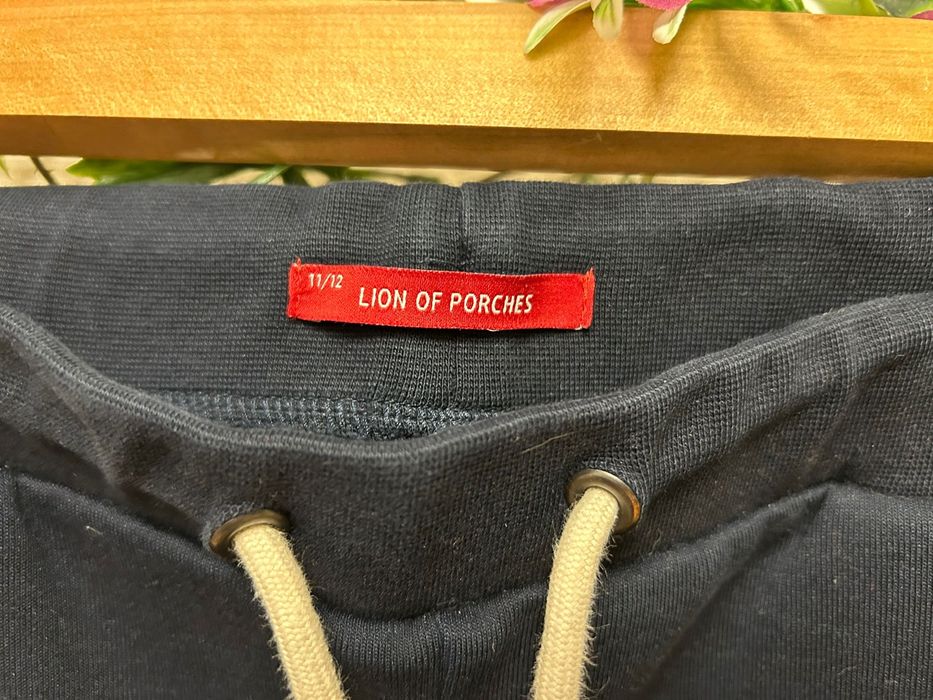 11/12
LION OF PORCHES